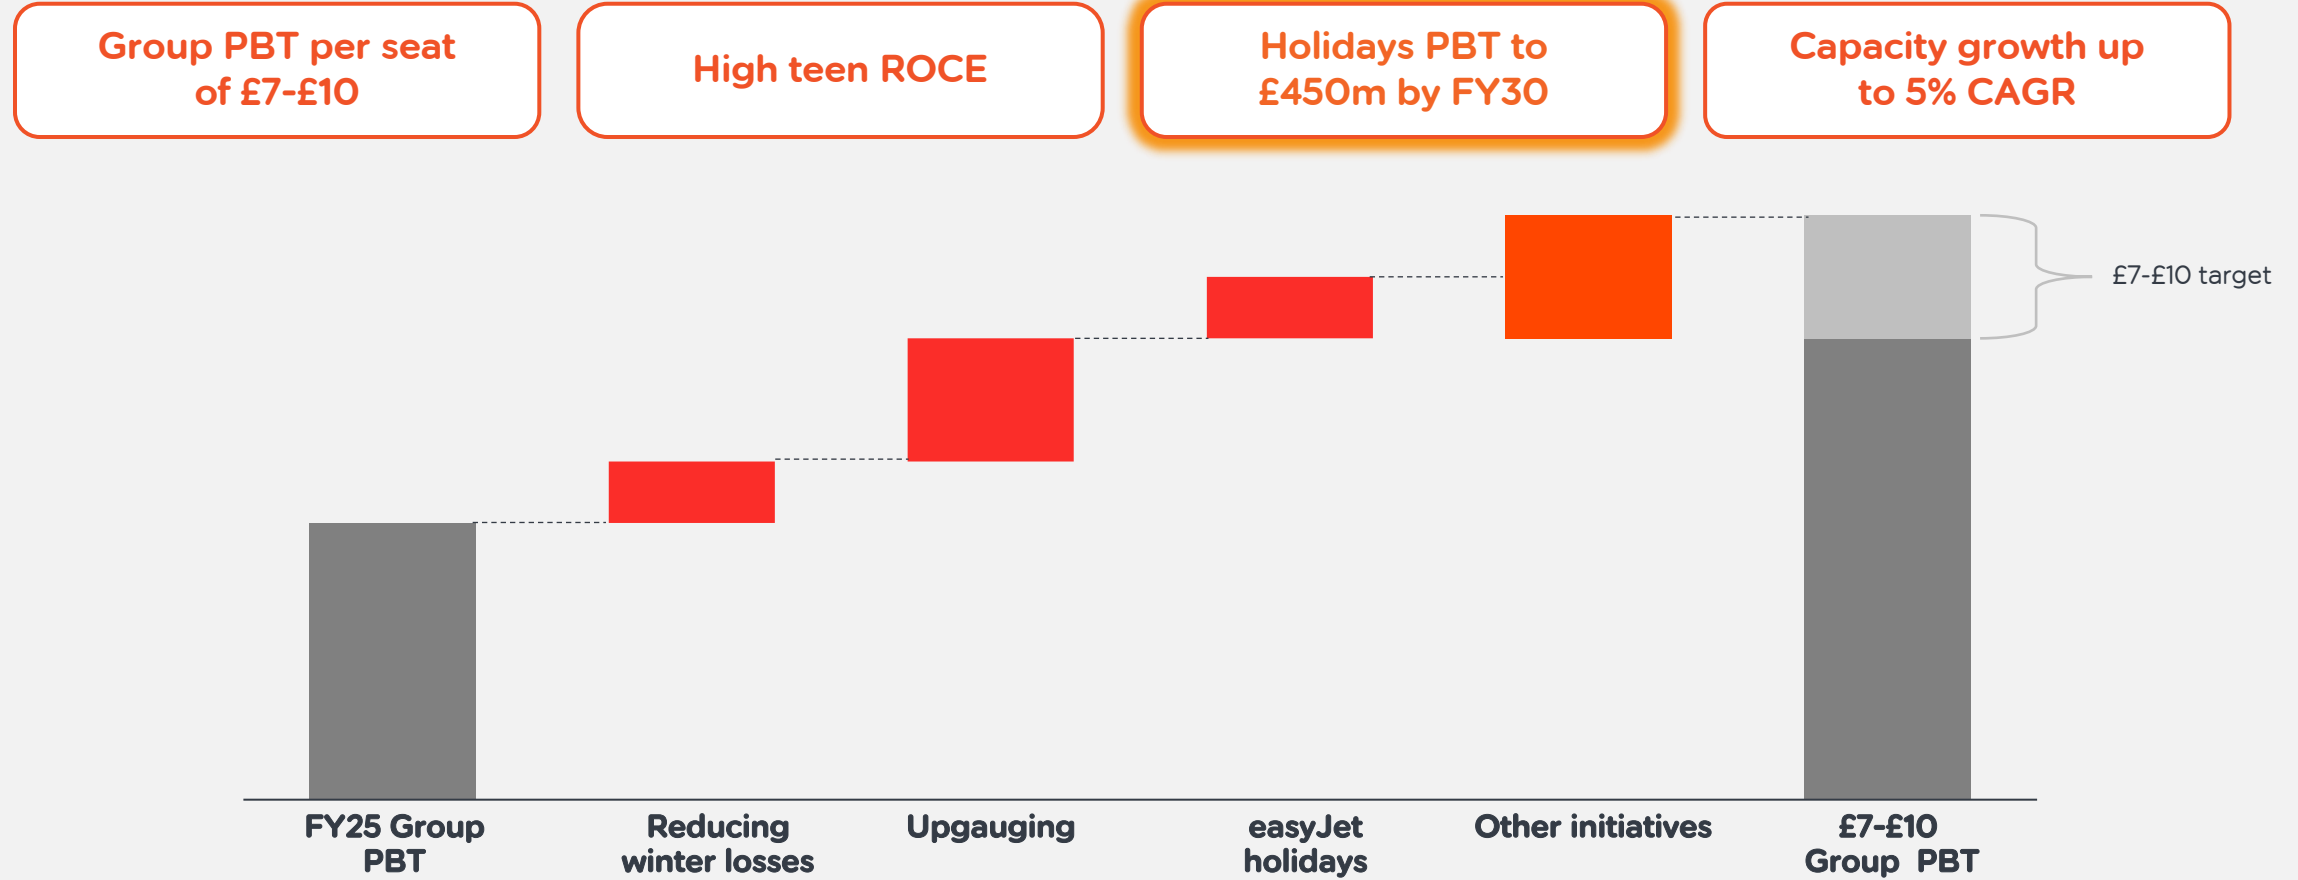 Group PBT per seat
of £7-£10
High teen ROCE
Holidays PBT to
£450m by FY30
Capacity growth up
to 5% CAGR
£7-£10 target
FY25 Group
PBT
Reducing
winter losses
Upgauging
easyJet
holidays
Other initiatives
£7-£10
Group PBT